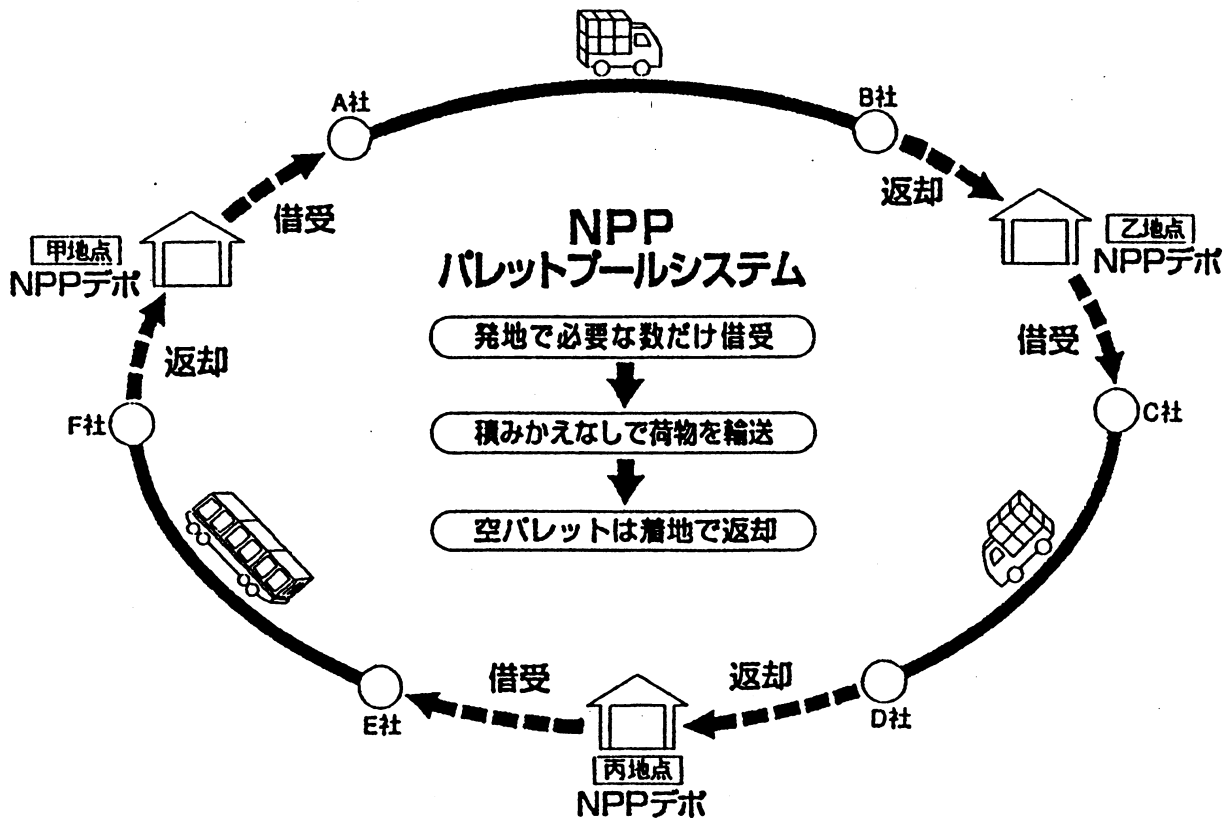 A社
B社
借受
返却
甲地点
NPPデポ
NPP
パレットプールシステム
乙地点
NPPデポ
発地で必要な数だけ借受
借受
返却
F社
積みかえなしで荷物を輸送
C社
空パレットは着地で返却
借受
返却
E社
D社
丙地点
NPPデポ